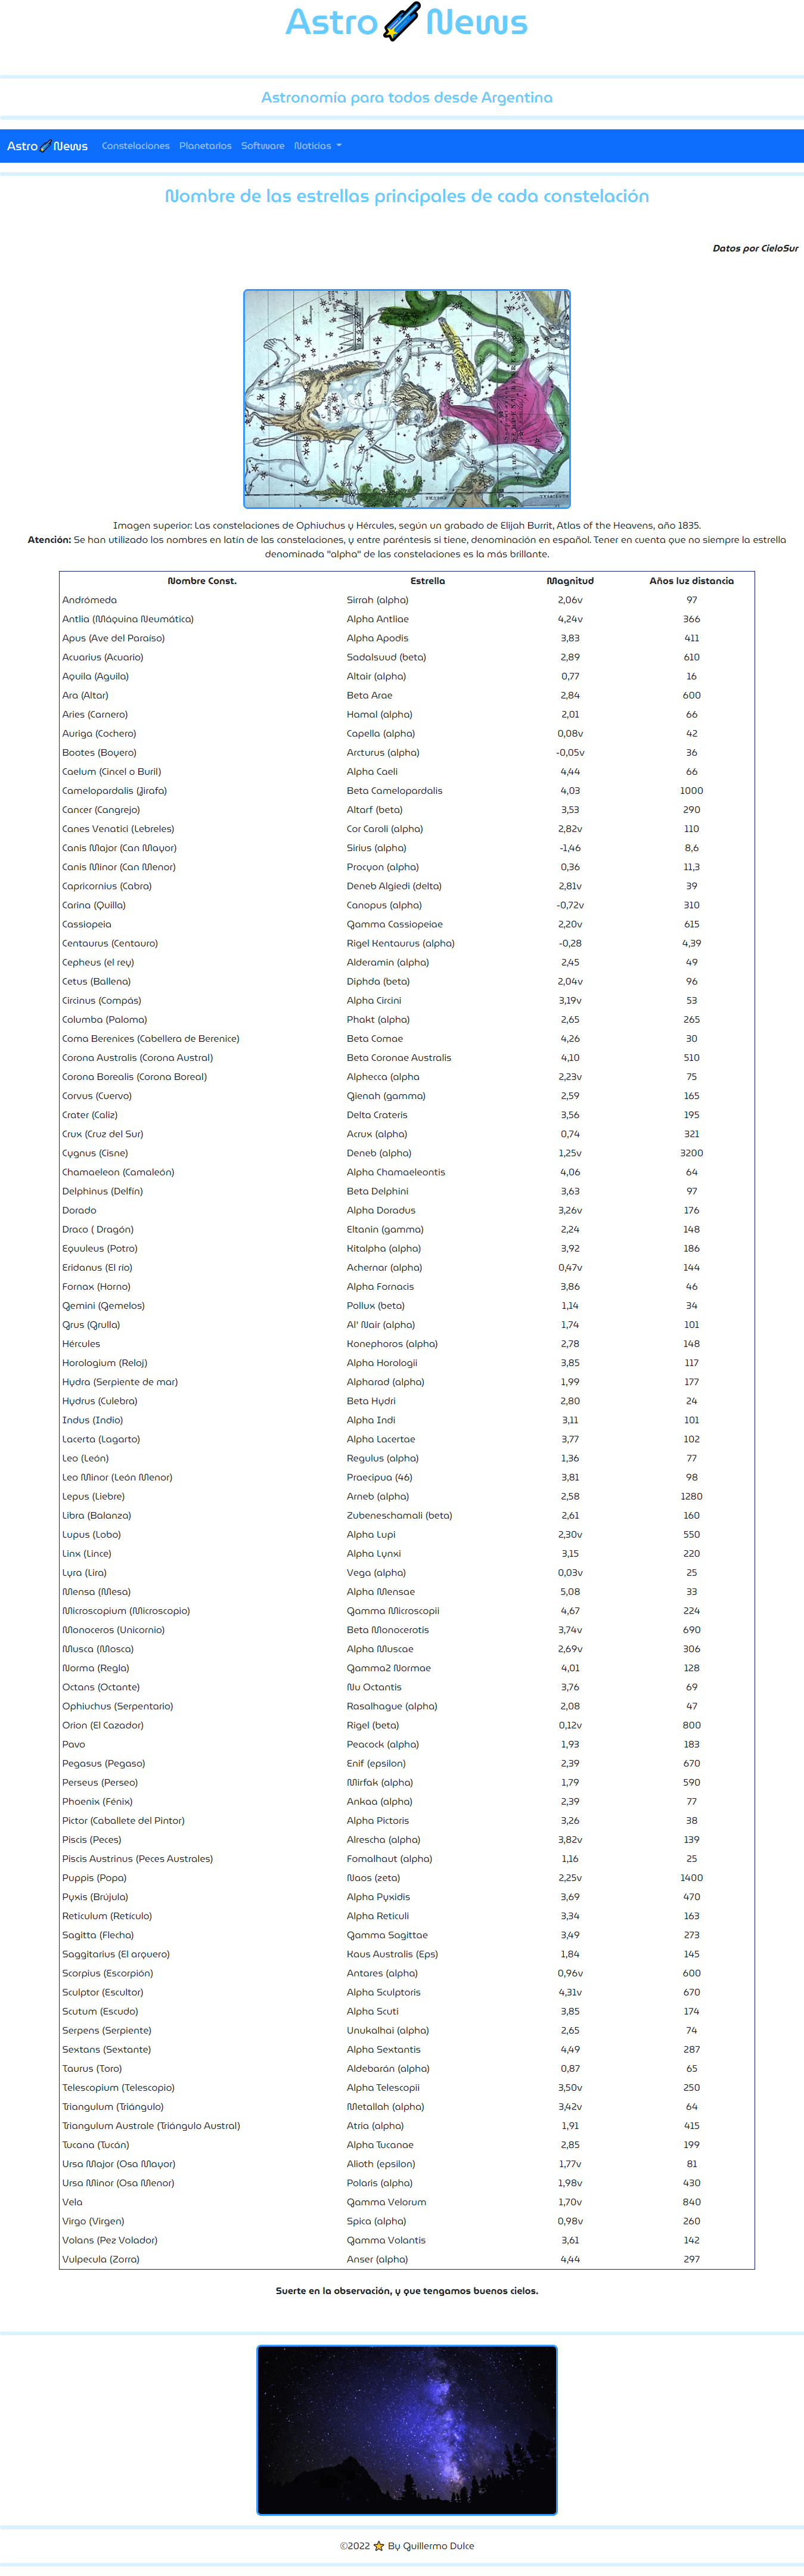 Astro News
Astronomía para todos desde Argentina
Astro News Constelaciones Planetarios Software Noticias
Nombre de las estrellas principales de cada constelación
Datos por CieloSur
Imagen superior: Las constelaciones de Ophiuchus y Hércules, según un grabado de Elijah Burrit, Atlas of the Heavens, año 1835.
Atención: Se han utilizado los nombres en latín de las constelaciones, y entre paréntesis si tiene, denominación en español. Tener en cuenta que no siempre la estrella
denominada "alpha" de las constelaciones es la más brillante.
Nombre Const. Estrella Magnitud Años luz distancia
Andrómeda Sirrah (alpha) 2,06v 97
Antlia (Máquina Neumática) Alpha Antliae 4,24v 366
Apus (Ave del Paraíso) Alpha Apodis 3,83 411
Acuarius (Acuario) Sadalsuud (beta) 2,89 610
Aquila (Aguila) Altair (alpha) 0,77 16
Ara (Altar) Beta Arae 2,84 600
Aries (Carnero) Hamal (alpha) 2,01 66
Auriga (Cochero) Capella (alpha) 0,08v 42
Bootes (Boyero) Arcturus (alpha) -0,05v 36
Caelum (Cincel o Buril) Alpha Caeli 4,44 66
Camelopardalis (Jirafa) Beta Camelopardalis 4,03 1000
Cancer (Cangrejo) Altarf (beta) 3,53 290
Canes Venatici (Lebreles) Cor Caroli (alpha) 2,82v 110
Canis Major (Can Mayor) Sirius (alpha) -1,46 8,6
Canis Minor (Can Menor) Procyon (alpha) 0,36 11,3
Capricornius (Cabra) Deneb Algiedi (delta) 2,81v 39
Carina (Quilla) Canopus (alpha) -0,72v 310
Cassiopeia Gamma Cassiopeiae 2,20v 615
Centaurus (Centauro) Rigel Kentaurus (alpha) -0,28 4,39
Cepheus (el rey) Alderamin (alpha) 2,45 49
Cetus (Ballena) Diphda (beta) 2,04v 96
Circinus (Compás) Alpha Circini 3,19v 53
Columba (Paloma) Phakt (alpha) 2,65 265
Coma Berenices (Cabellera de Berenice) Beta Comae 4,26 30
Corona Australis (Corona Austral) Beta Coronae Australis 4,10 510
Corona Borealis (Corona Boreal) Alphecca (alpha 2,23v 75
Corvus (Cuervo) Gienah (gamma) 2,59 165
Crater (Caliz) Delta Crateris 3,56 195
Crux (Cruz del Sur) Acrux (alpha) 0,74 321
Cygnus (Cisne) Deneb (alpha) 1,25v 3200
Chamaeleon (Camaleón) Alpha Chamaeleontis 4,06 64
Delphinus (Delfín) Beta Delphini 3,63 97
Dorado Alpha Doradus 3,26v 176
Draco ( Dragón) Eltanin (gamma) 2,24 148
Equuleus (Potro) Kitalpha (alpha) 3,92 186
Eridanus (El río) Achernar (alpha) 0,47v 144
Fornax (Horno) Alpha Fornacis 3,86 46
Gemini (Gemelos) Pollux (beta) 1,14 34
Grus (Grulla) Al' Nair (alpha) 1,74 101
Hércules Konephoros (alpha) 2,78 148
Horologium (Reloj) Alpha Horologii 3,85 117
Hydra (Serpiente de mar) Alpharad (alpha) 1,99 177
Hydrus (Culebra) Beta Hydri 2,80 24
Indus (Indio) Alpha Indi 3,11 101
Lacerta (Lagarto) Alpha Lacertae 3,77 102
Leo (León) Regulus (alpha) 1,36 77
Leo Minor (León Menor) Praecipua (46) 3,81 98
Lepus (Liebre) Arneb (alpha) 2,58 1280
Libra (Balanza) Zubeneschamali (beta) 2,61 160
Lupus (Lobo) Alpha Lupi 2,30v 550
Linx (Lince) Alpha Lynxi 3,15 220
Lyra (Lira) Vega (alpha) 0,03v 25
Mensa (Mesa) Alpha Mensae 5,08 33
Microscopium (Microscopio) Gamma Microscopii 4,67 224
Monoceros (Unicornio) Beta Monocerotis 3,74v 690
Musca (Mosca) Alpha Muscae 2,69v 306
Norma (Regla) Gamma2 Normae 4,01 128
Octans (Octante) Nu Octantis 3,76 69
Ophiuchus (Serpentario) Rasalhague (alpha) 2,08 47
Orion (El Cazador) Rigel (beta) 0,12v 800
Pavo Peacock (alpha) 1,93 183
Pegasus (Pegaso) Enif (epsilon) 2,39 670
Perseus (Perseo) Mirfak (alpha) 1,79 590
Phoenix (Fénix) Ankaa (alpha) 2,39 77
Pictor (Caballete del Pintor) Alpha Pictoris 3,26 38
Piscis (Peces) Alrescha (alpha) 3,82v 139
Piscis Austrinus (Peces Australes) Fomalhaut (alpha) 1,16 25
Puppis (Popa) Naos (zeta) 2,25v 1400
Pyxis (Brújula) Alpha Pyxidis 3,69 470
Reticulum (Retículo) Alpha Reticuli 3,34 163
Sagitta (Flecha) Gamma Sagittae 3,49 273
Saggitarius (El arquero) Kaus Australis (Eps) 1,84 145
Scorpius (Escorpión) Antares (alpha) 0,96v 600
Sculptor (Escultor) Alpha Sculptoris 4,31v 670
Scutum (Escudo) Alpha Scuti 3,85 174
Serpens (Serpiente) Unukalhai (alpha) 2,65 74
Sextans (Sextante) Alpha Sextantis 4,49 287
Taurus (Toro) Aldebarán (alpha) 0,87 65
Telescopium (Telescopio) Alpha Telescopii 3,50v 250
Triangulum (Triángulo) Metallah (alpha) 3,42v 64
Triangulum Australe (Triángulo Austral) Atria (alpha) 1,91 415
Tucana (Tucán) Alpha Tucanae 2,85 199
Ursa Major (Osa Mayor) Alioth (epsilon) 1,77v 81
Ursa Minor (Osa Menor) Polaris (alpha) 1,98v 430
Vela Gamma Velorum 1,70v 840
Virgo (Virgen) Spica (alpha) 0,98v 260
Volans (Pez Volador) Gamma Volantis 3,61 142
Vulpecula (Zorra) Anser (alpha) 4,44 297
Suerte en la observación, y que tengamos buenos cielos.
©2022 By Guillermo Dulce